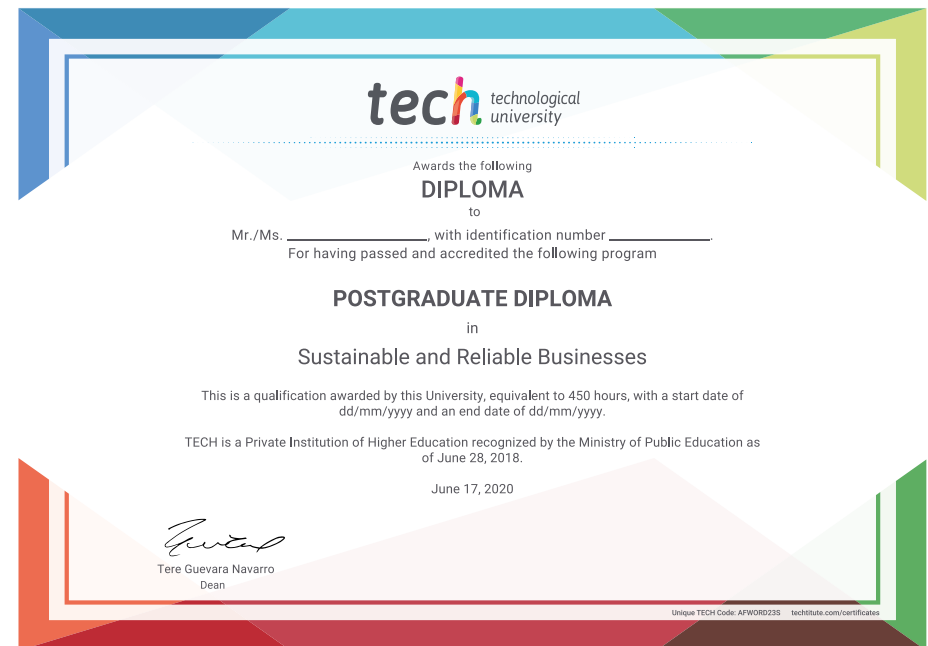 tech technological
university
Awards the following
DIPLOMA
to
Mr./Ms. ________________, with identification number ____________.
For having passed and accredited the following program
POSTGRADUATE DIPLOMA
in
Sustainable and Reliable Businesses
This is a qualification awarded by this University, equivalent to 450 hours, with a start date of
dd/mm/yyyy and an end date of dd/mm/yyyy.
TECH is a Private Institution of Higher Education recognized by the Ministry of Public Education as
of June 28, 2018.
June 17, 2020
Tere Guevara Navarro
Dean
Unique TECH Code: AFWORD23S techtitute.com/certificates